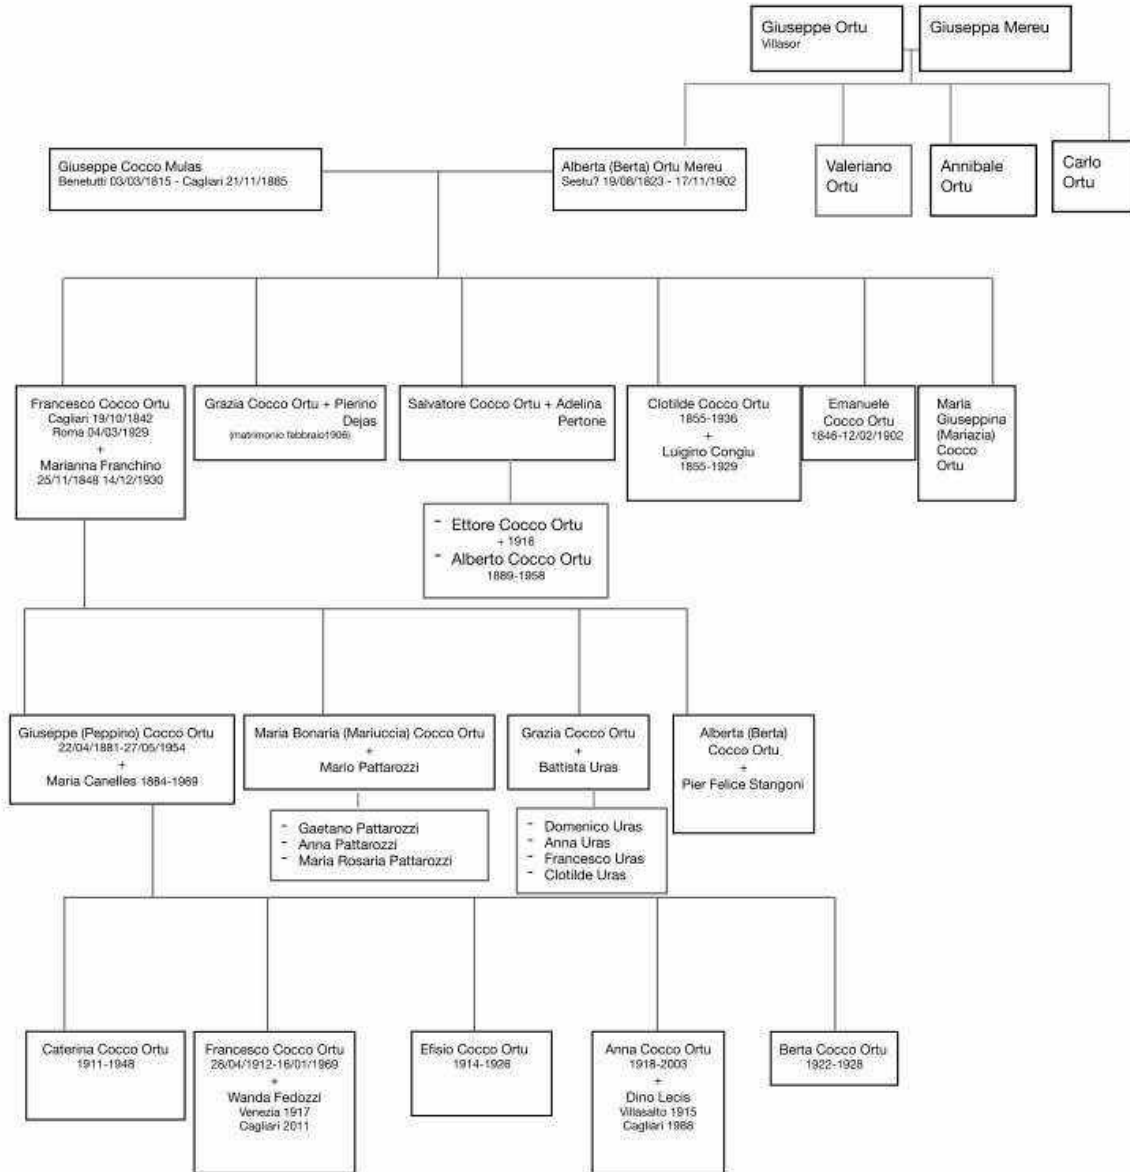 Giuseppe Ortu
Villasor
Giuseppa Mereu
Giuseppe Cocco Mulas
Benetutti 03/03/1815 - Cagliari 21/11/1885
Alberta (Berta) Ortu Mereu
Sestu? 19/08/1823 - 17/11/1902
Valeriano
Ortu
Annibale
Ortu
Carlo
Ortu
Francesco Cocco Ortu
Cagliari 19/10/1842
Roma 04/03/1929
+
Marianna Franchino
25/11/1848 14/12/1930
Grazia Cocco Ortu + Pierino
Dejas
(matrimonio fabbraio1906)
Salvatore Cocco Ortu + Adelina
Pertone
Clotilde Cocco Ortu
1855-1936
+
Luigino Congiu
1855-1929
Emanuele
Cocco Ortu
1846-12/02/1902
Maria
Giuseppina
(Mariazia)
Cocco
Ortu
- Ettore Cocco Ortu
+ 1916
- Alberto Cocco Ortu
1889-1958
Giuseppe (Peppino) Cocco Ortu
22/04/1881-27/05/1954
+
Maria Canelles 1884-1969
Maria Bonaria (Mariuccia) Cocco Ortu
+
Mario Pattarozzi
Grazia Cocco Ortu
+
Battista Uras
Alberta (Berta)
Cocco Ortu
+
Pier Felice Stangoni
- Gaetano Pattarozzi
- Anna Pattarozzi
- Maria Rosaria Pattarozzi
- Domenico Uras
- Anna Uras
- Francesco Uras
- Clotilde Uras
Caterina Cocco Ortu
1911-1948
Francesco Cocco Ortu
26/04/1912-16/01/1969
+
Wanda Fedozzi
Venezia 1917
Cagliari 2011
Efisio Cocco Ortu
1914-1926
Anna Cocco Ortu
1918-2003
+
Dino Lecis
Villasalto 1915
Cagliari 1988
Berta Cocco Ortu
1922-1928